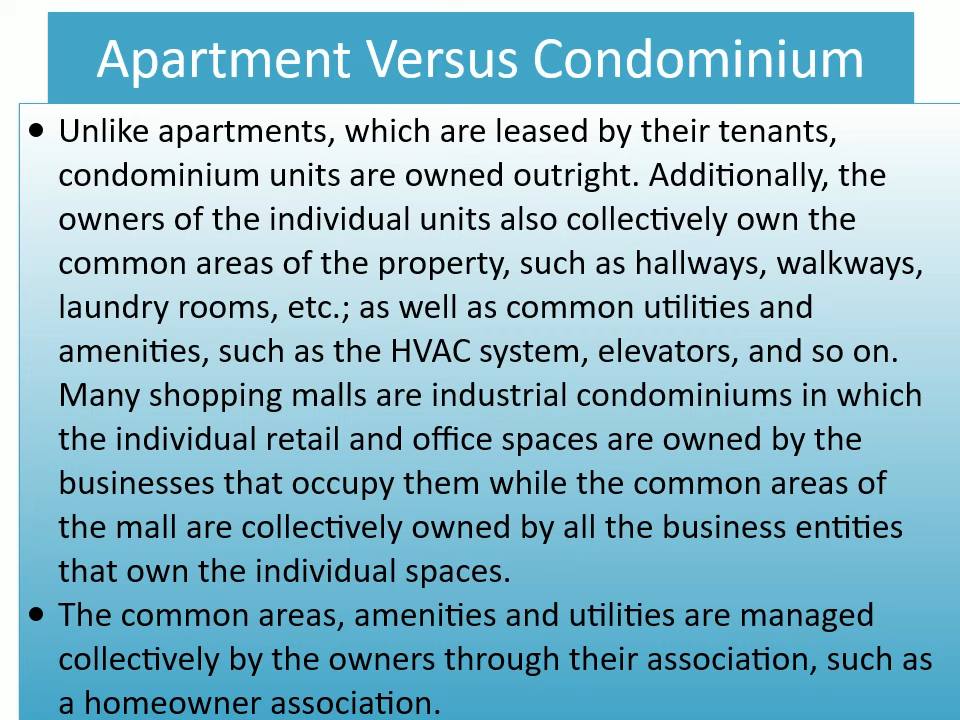 Apartment Versus Condominium
● Unlike apartments, which are leased by their tenants,
condominium units are owned outright. Additionally, the
owners of the individual units also collectively own the
common areas of the property, such as hallways, walkways,
laundry rooms, etc.; as well as common utilities and
amenities, such as the HVAC system, elevators, and so on.
Many shopping malls are industrial condominiums in which
the individual retail and office spaces are owned by the
businesses that occupy them while the common areas of
the mall are collectively owned by all the business entities
that own the individual spaces.
● The common areas, amenities and utilities are managed
collectively by the owners through their association, such as
a homeowner association.